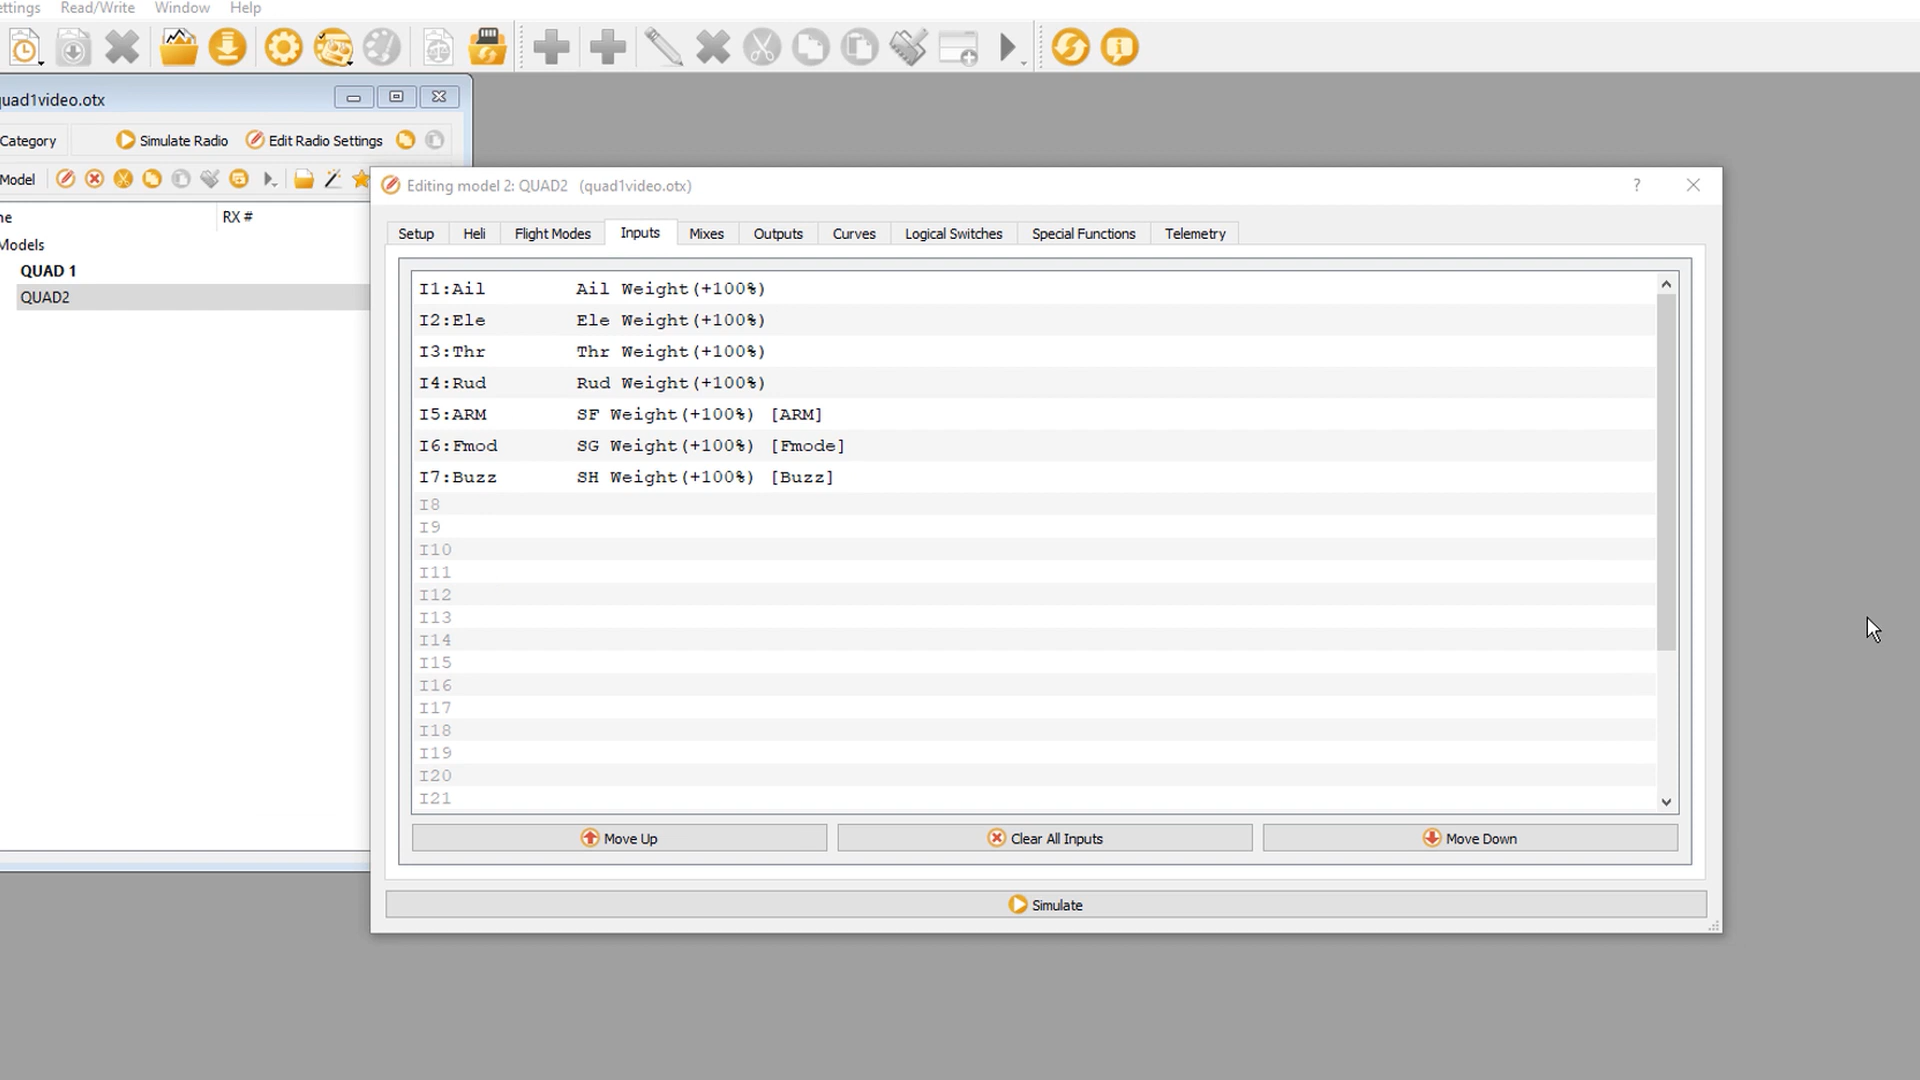 ettings Read/Write Window Help
quad1video.otx
Category Simulate Radio Edit Radio Settings
Model
ne RX #
Models
QUAD 1
QUAD2
Editing model 2: QUAD2 (quad1video.otx) ?
Setup Heli Flight Modes Inputs Mixes Outputs Curves Logical Switches Special Functions Telemetry
I1:Ail Ail Weight(+100%)
I2:Ele Ele Weight(+100%)
I3:Thr Thr Weight(+100%)
I4:Rud Rud Weight(+100%)
I5:ARM SF Weight(+100%) [ARM]
I6:Fmod SG Weight(+100%) [Fmode]
I7:Buzz SH Weight(+100%) [Buzz]
I8
I9
I10
I11
I12
I13
I14
I15
I16
I17
I18
I19
I20
I21
Move Up Clear All Inputs Move Down
Simulate